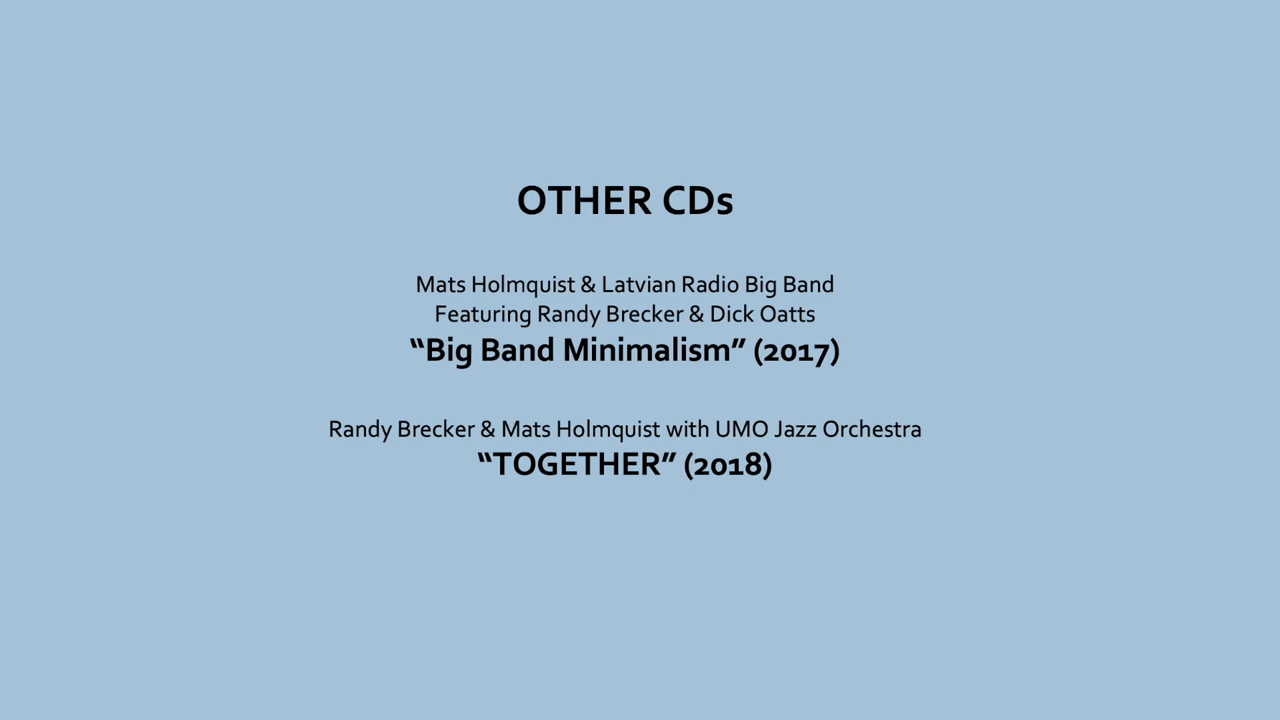 OTHER CDs
Mats Holmquist & Latvian Radio Big Band
Featuring Randy Brecker & Dick Oatts
“Big Band Minimalism” (2017)
Randy Brecker & Mats Holmquist with UMO Jazz Orchestra
“TOGETHER” (2018)